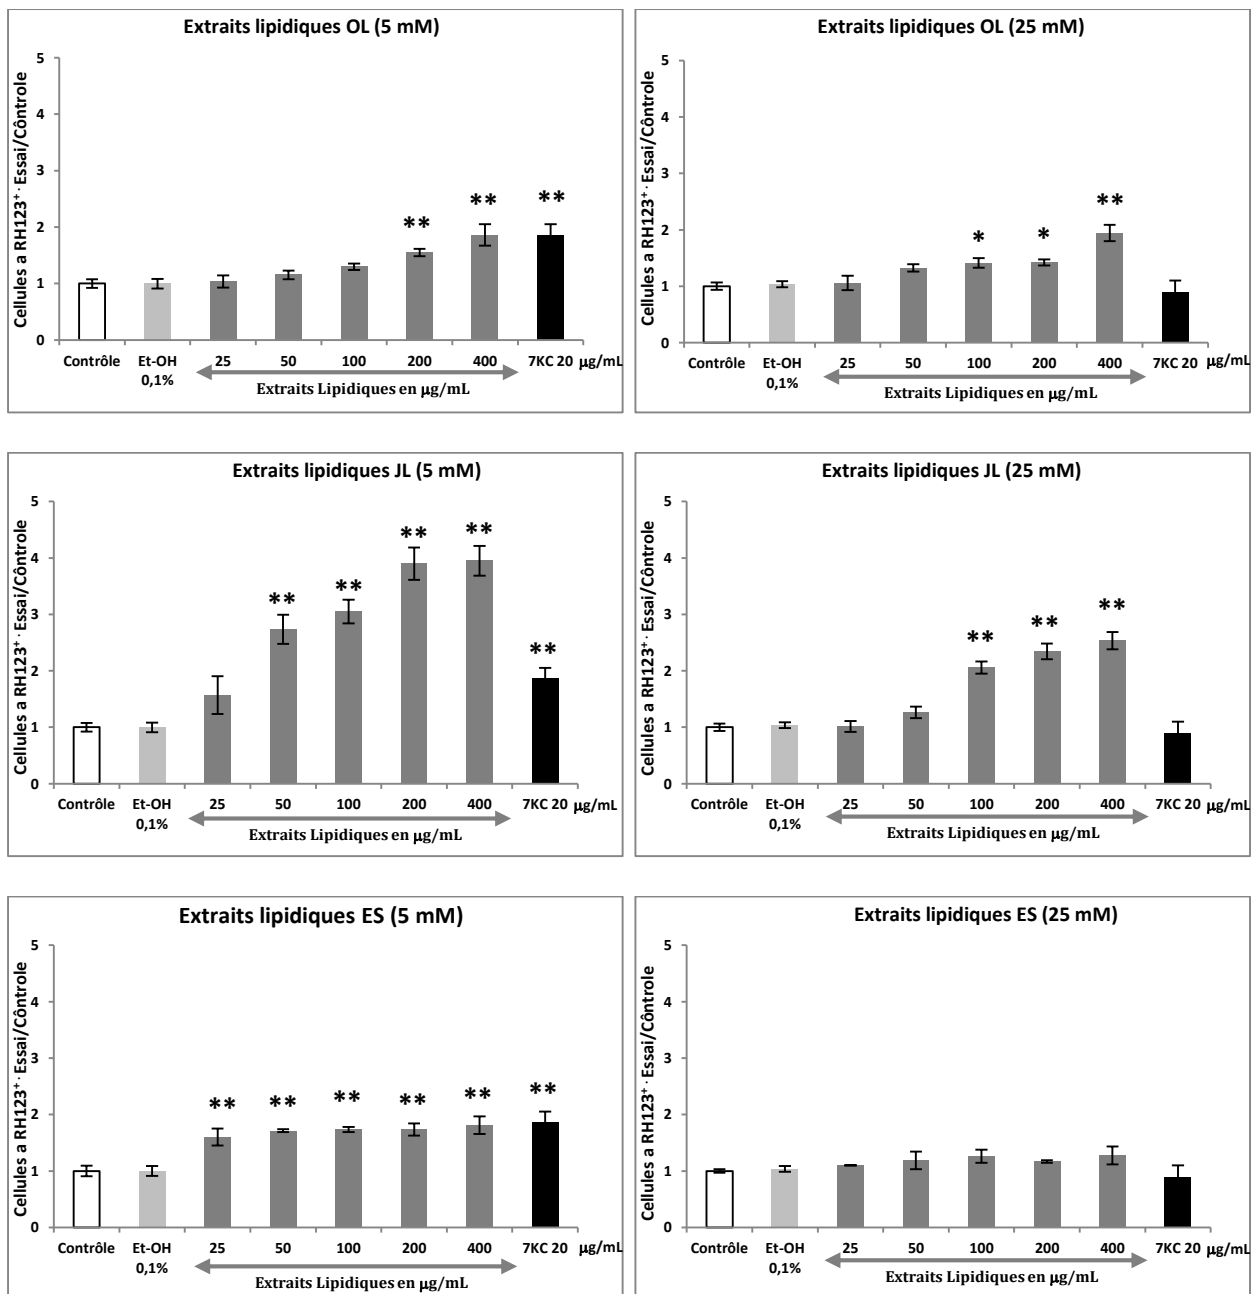 Extraits lipidiques OL (5 mM)
Cellules a RH123⁺· Essai/Côntrole
5
4
3
2
1
0
** ** **
Contrôle Et-OH 0,1% 25 50 100 200 400 7KC 20 µg/mL
Extraits Lipidiques en µg/mL
Extraits lipidiques OL (25 mM)
Cellules a RH123⁺· Essai/Côntrole
5
4
3
2
1
0
* * **
Contrôle Et-OH 0,1% 25 50 100 200 400 7KC 20 µg/mL
Extraits Lipidiques en µg/mL
Extraits lipidiques JL (5 mM)
Cellules a RH123⁺· Essai/Côntrole
5
4
3
2
1
0
** ** ** ** **
Contrôle Et-OH 0,1% 25 50 100 200 400 7KC 20 µg/mL
Extraits Lipidiques en µg/mL
Extraits lipidiques JL (25 mM)
Cellules a RH123⁺· Essai/Côntrole
5
4
3
2
1
0
** ** **
Contrôle Et-OH 0,1% 25 50 100 200 400 7KC 20 µg/mL
Extraits Lipidiques en µg/mL
Extraits lipidiques ES (5 mM)
Cellules a RH123⁺· Essai/Côntrole
5
4
3
2
1
0
** ** ** ** ** **
Contrôle Et-OH 0,1% 25 50 100 200 400 7KC 20 µg/mL
Extraits Lipidiques en µg/mL
Extraits lipidiques ES (25 mM)
Cellules a RH123⁺· Essai/Côntrole
5
4
3
2
1
0
Contrôle Et-OH 0,1% 25 50 100 200 400 7KC 20 µg/mL
Extraits Lipidiques en µg/mL